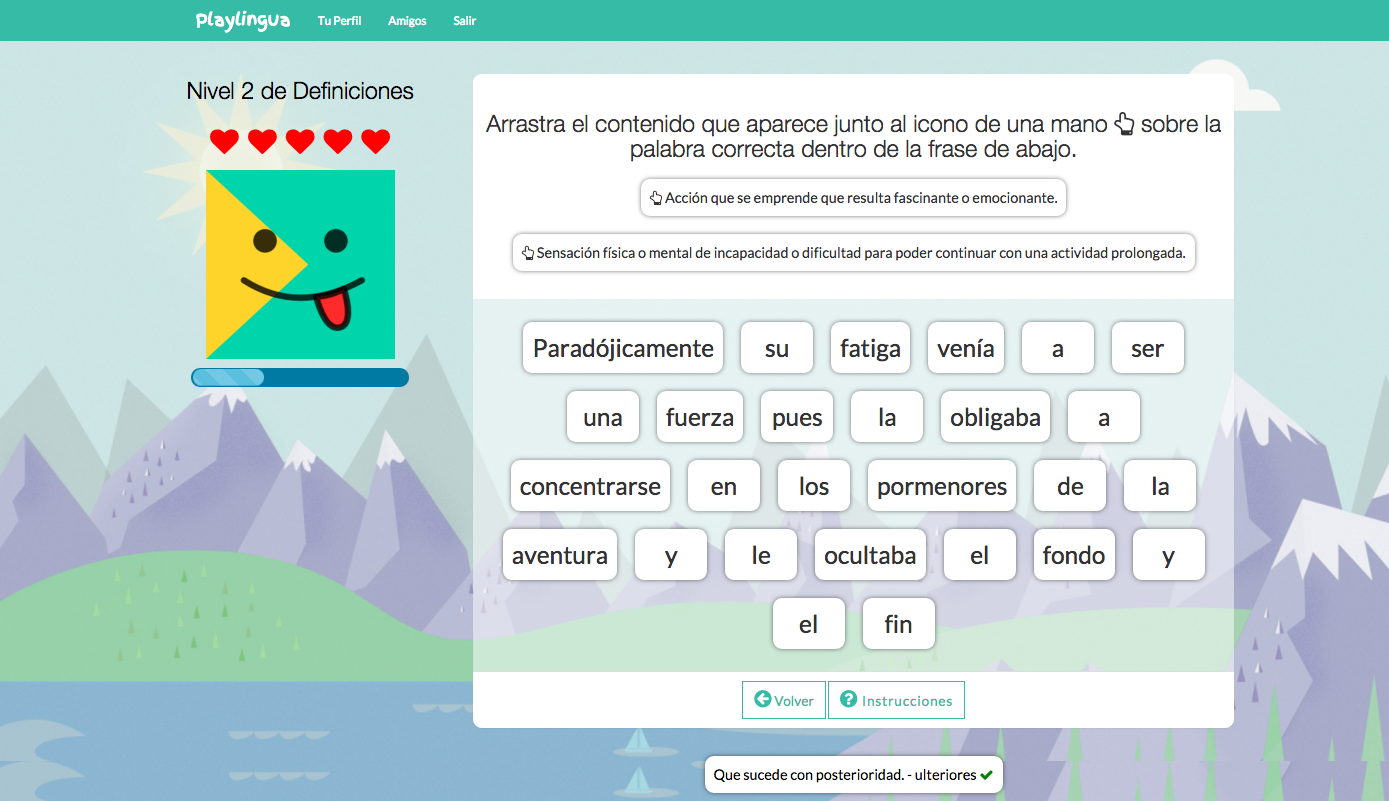 Playlingua Tu Perfil Amigos Salir
Nivel 2 de Definiciones
Arrastra el contenido que aparece junto al icono de una mano sobre la
palabra correcta dentro de la frase de abajo.
Acción que se emprende que resulta fascinante o emocionante.
Sensación física o mental de incapacidad o dificultad para poder continuar con una actividad prolongada.
Paradójicamente su fatiga venía a ser
una fuerza pues la obligaba a
concentrarse en los pormenores de la
aventura y le ocultaba el fondo y
el fin
Volver Instrucciones
Que sucede con posterioridad. - ulteriores